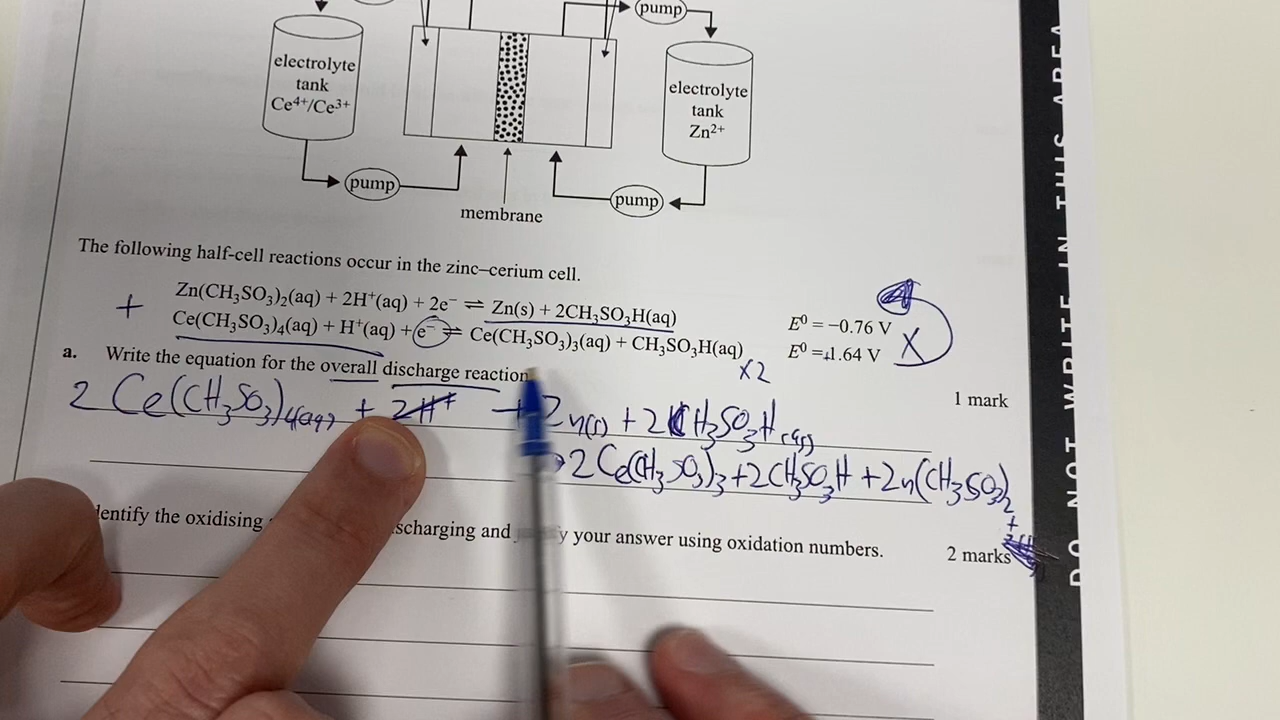 pump
electrolyte
tank
Ce⁴⁺/Ce³⁺
electrolyte
tank
Zn²⁺
pump
pump
membrane
The following half-cell reactions occur in the zinc–cerium cell.
+ Zn(CH₃SO₃)₂(aq) + 2H⁺(aq) + 2e⁻ ⇌ Zn(s) + 2CH₃SO₃H(aq) E⁰ = –0.76 V
Ce(CH₃SO₃)₄(aq) + H⁺(aq) + e⁻ ⇌ Ce(CH₃SO₃)₃(aq) + CH₃SO₃H(aq) E⁰ = +1.64 V X
X2
a. Write the equation for the overall discharge reaction 1 mark
2 Ce(CH₃SO₃)₄(aq) + 2H⁺ + Zn(s) + 2CH₃SO₃H(aq)
2 Ce(CH₃SO₃)₃ + 2CH₃SO₃H + Zn(CH₃SO₃)₂
+
dentify the oxidising scharging and y your answer using oxidation numbers. 2 marks
DO NOT WRITE IN THIS AREA